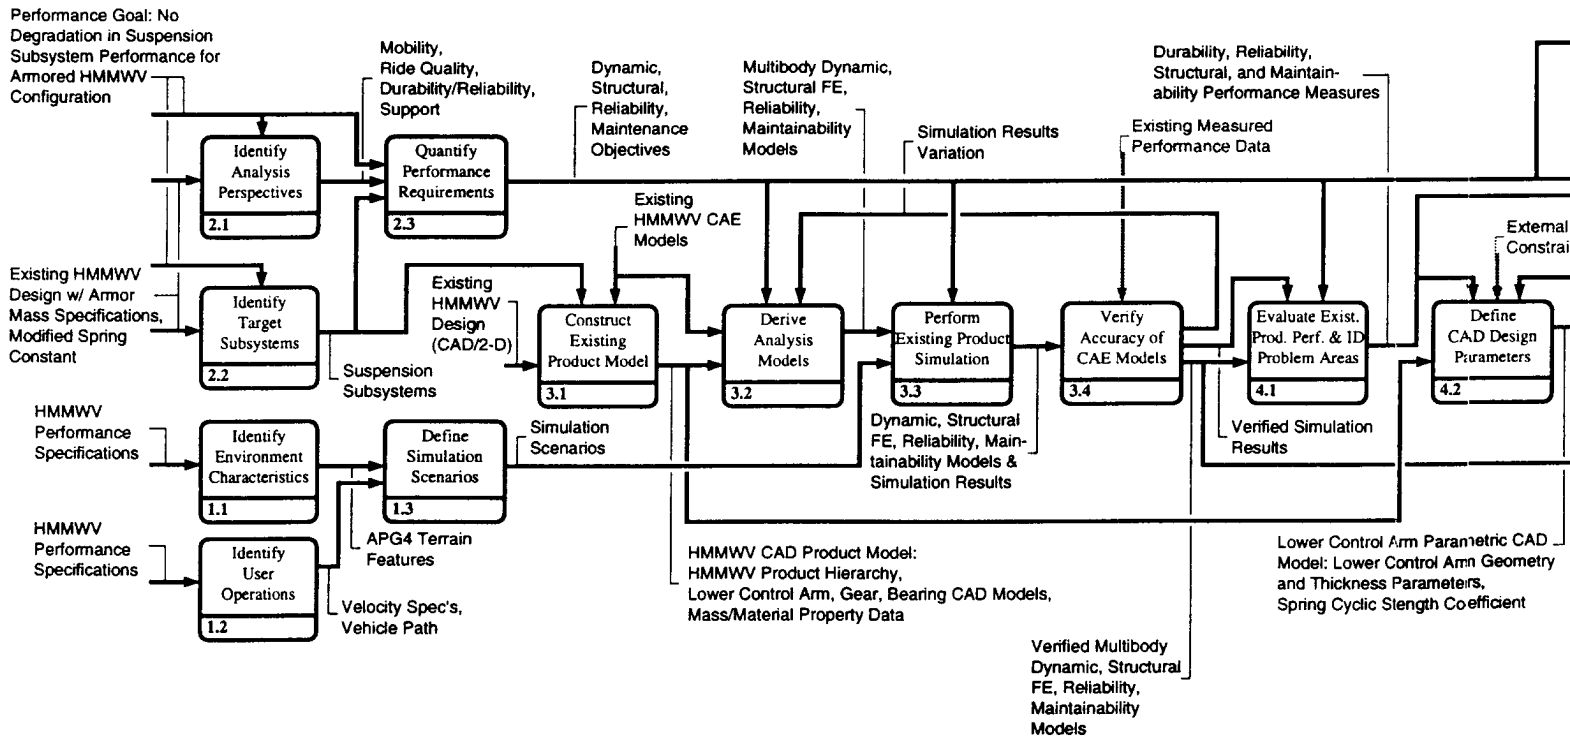 Performance Goal: No
Degradation in Suspension
Subsystem Performance for
Armored HMMWV
Configuration
Mobility,
Ride Quality,
Durability/Reliability,
Support
Dynamic,
Structural,
Reliability,
Maintenance
Objectives
Multibody Dynamic,
Structural FE,
Reliability,
Maintainability
Models
Simulation Results
Variation
Existing Measured
Performance Data
Durability, Reliability,
Structural, and Maintain-
ability Performance Measures
Identify
Analysis
Perspectives
2.1
Quantify
Performance
Requirements
2.3
Existing
HMMWV CAE
Models
External
Constrai
Existing HMMWV
Design w/ Armor
Mass Specifications,
Modified Spring
Constant
Identify
Target
Subsystems
2.2
Suspension
Subsystems
Existing
HMMWV
Design
(CAD/2-D)
Construct
Existing
Product Model
3.1
Derive
Analysis
Models
3.2
Perform
Existing Product
Simulation
3.3
Verify
Accuracy of
CAE Models
3.4
Evaluate Exist.
Prod. Perf. & ID
Problem Areas
4.1
Define
CAD Design
Parameters
4.2
HMMWV
Performance
Specifications
Identify
Environment
Characteristics
1.1
Define
Simulation
Scenarios
1.3
Simulation
Scenarios
Dynamic, Structural
FE, Reliability, Main-
tainability Models &
Simulation Results
Verified Simulation
Results
HMMWV
Performance
Specifications
Identify
User
Operations
1.2
APG4 Terrain
Features
Velocity Spec's,
Vehicle Path
HMMWV CAD Product Model:
HMMWV Product Hierarchy,
Lower Control Arm, Gear, Bearing CAD Models,
Mass/Material Property Data
Lower Control Arm Parametric CAD
Model: Lower Control Arm Geometry
and Thickness Parameters,
Spring Cyclic Stength Coefficient
Verified Multibody
Dynamic, Structural
FE, Reliability,
Maintainability
Models